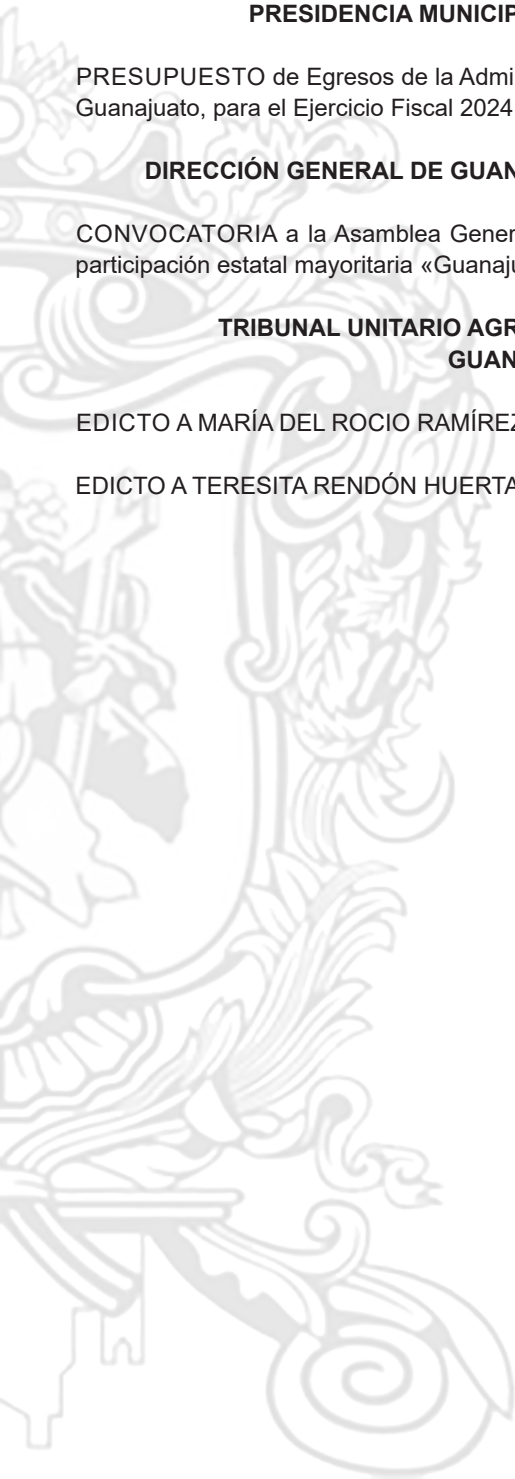 PRESIDENCIA MUNICIP
PRESUPUESTO de Egresos de la Admi
Guanajuato, para el Ejercicio Fiscal 2024
DIRECCIÓN GENERAL DE GUAN
CONVOCATORIA a la Asamblea Gener
participación estatal mayoritaria «Guanaju
TRIBUNAL UNITARIO AGR
GUAN
EDICTO A MARÍA DEL ROCIO RAMÍREZ
EDICTO A TERESITA RENDÓN HUERTA